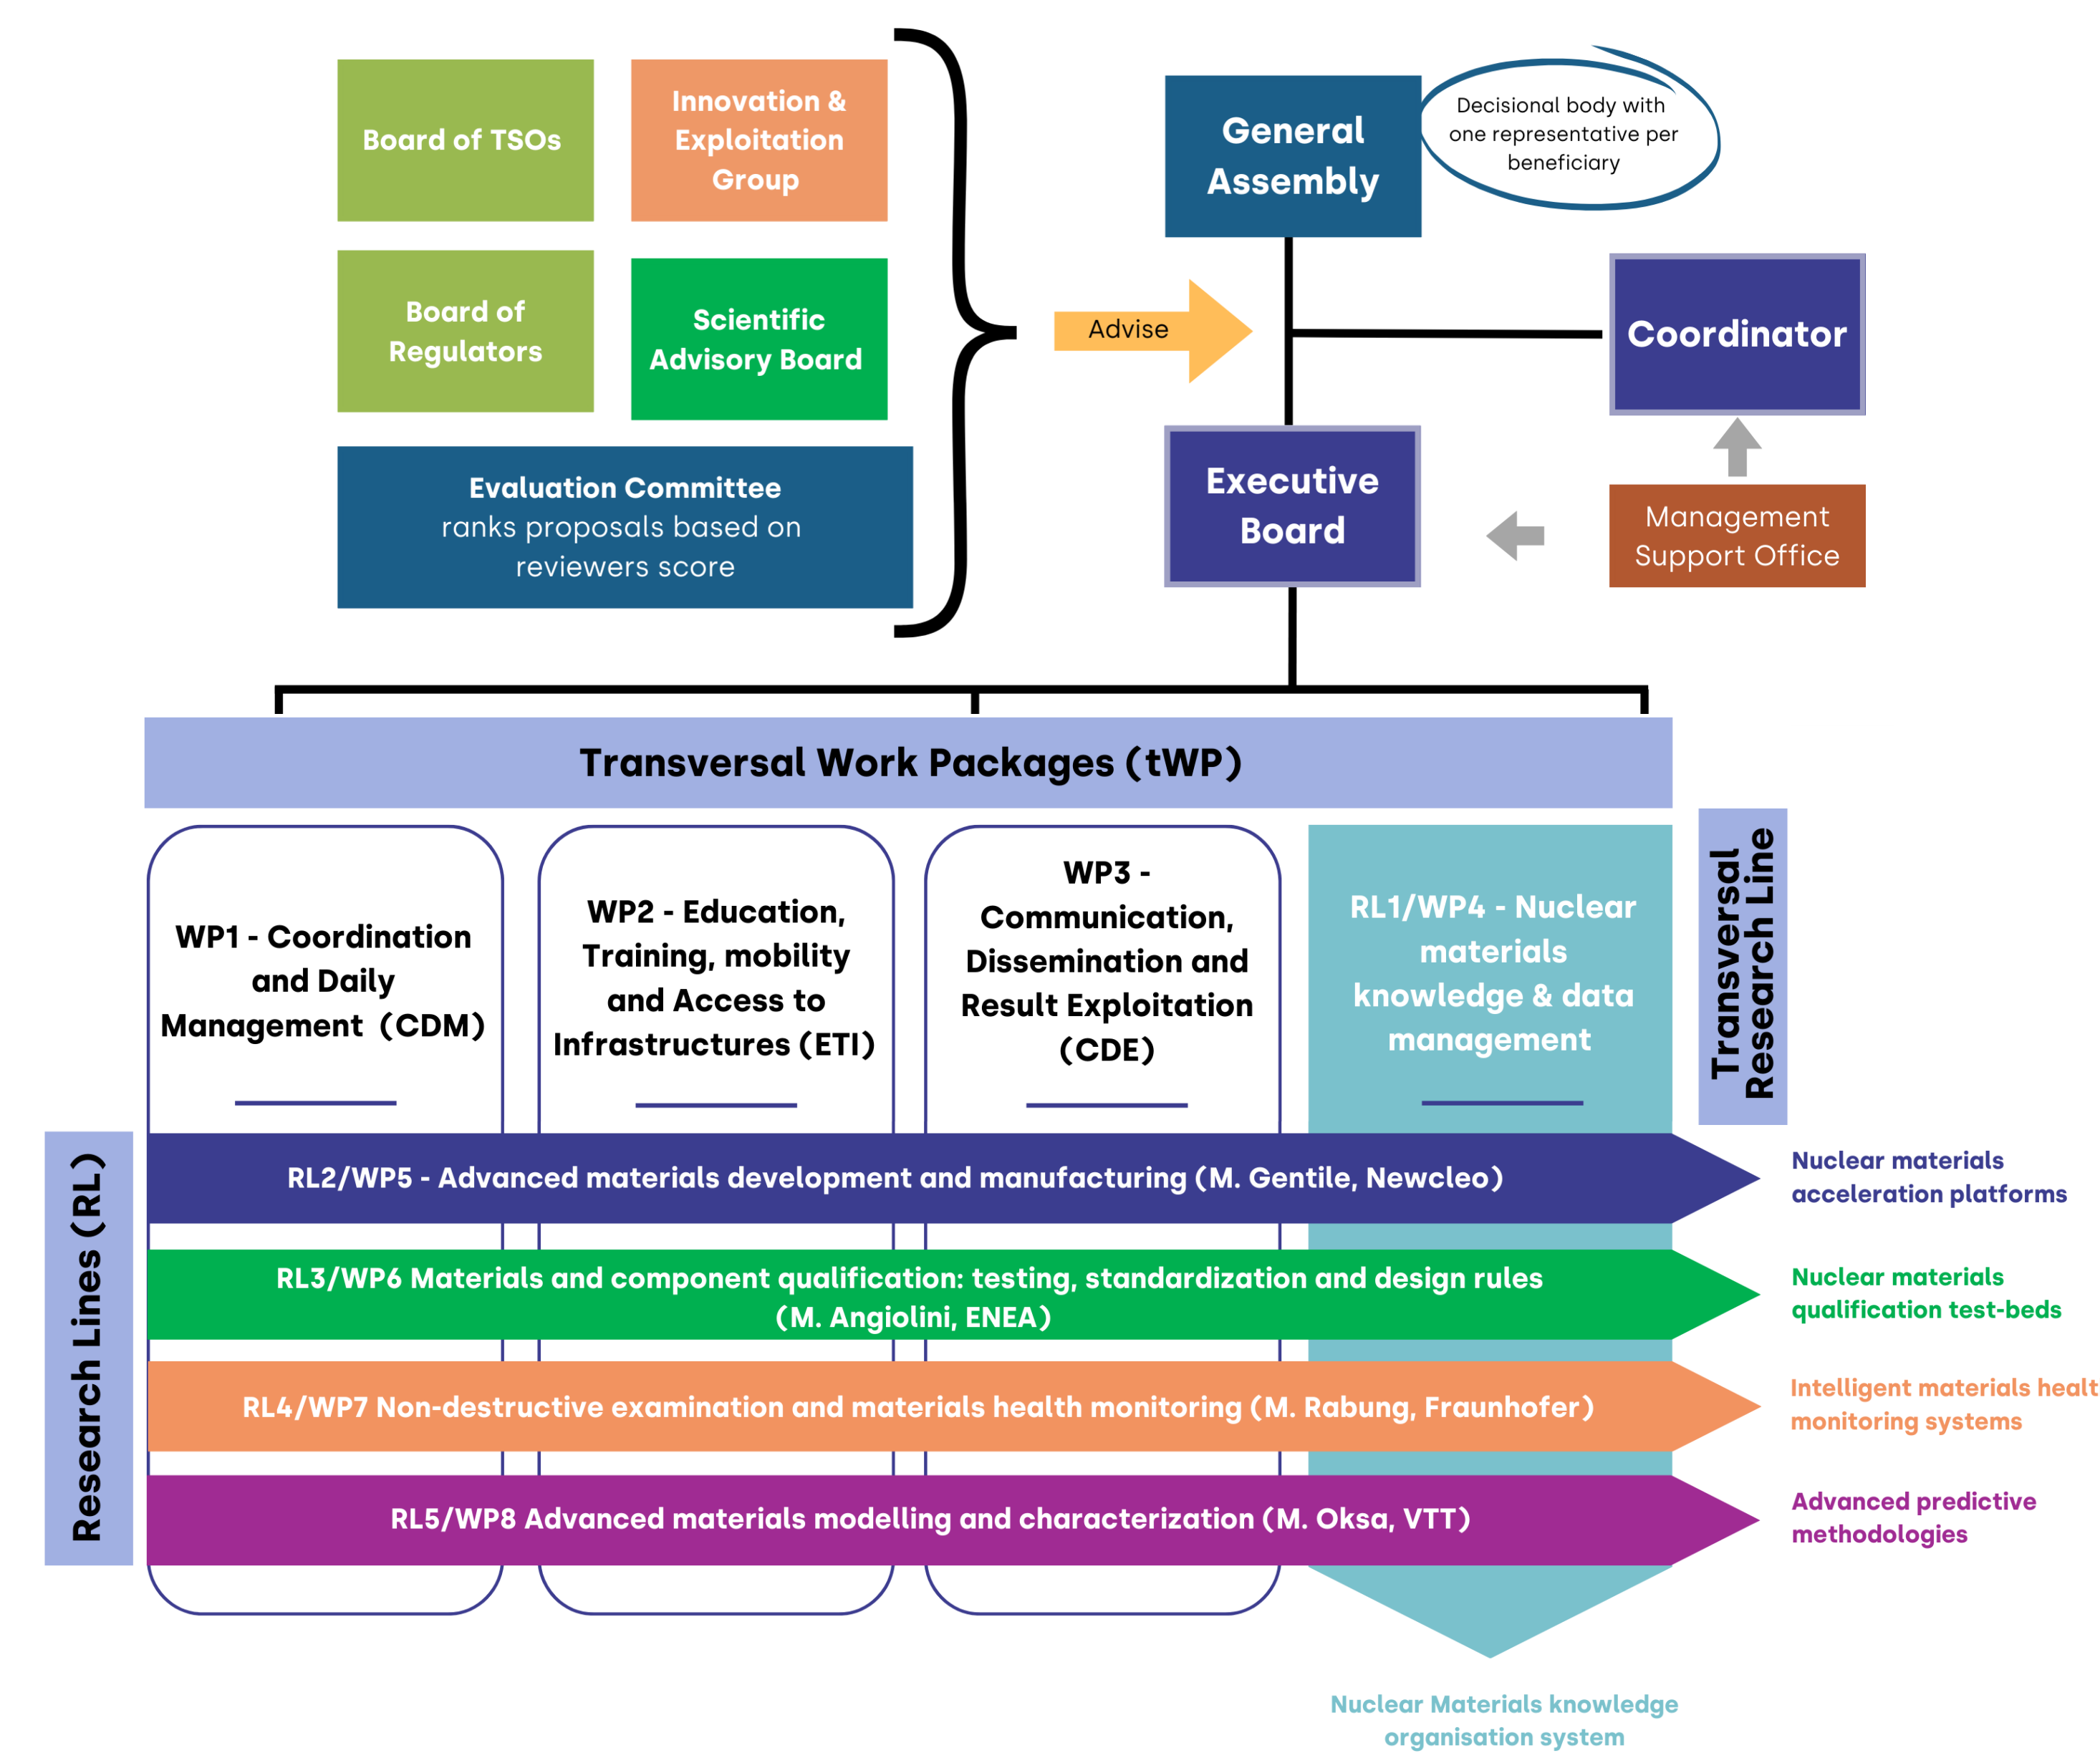 Board of TSOs
Innovation &
Exploitation
Group
Board of
Regulators
Scientific
Advisory Board
Evaluation Committee
ranks proposals based on
reviewers score
Advise
General
Assembly
Decisional body with
one representative per
beneficiary
Coordinator
Executive
Board
Management
Support Office
Transversal Work Packages (tWP)
WP1 - Coordination
and Daily
Management (CDM)
WP2 - Education,
Training, mobility
and Access to
Infrastructures (ETI)
WP3 -
Communication,
Dissemination and
Result Exploitation
(CDE)
RL1/WP4 - Nuclear
materials
knowledge & data
management
Transversal
Research Line
Research Lines (RL)
RL2/WP5 - Advanced materials development and manufacturing (M. Gentile, Newcleo)
Nuclear materials
acceleration platforms
RL3/WP6 Materials and component qualification: testing, standardization and design rules
(M. Angiolini, ENEA)
Nuclear materials
qualification test-beds
RL4/WP7 Non-destructive examination and materials health monitoring (M. Rabung, Fraunhofer)
Intelligent materials healt
monitoring systems
RL5/WP8 Advanced materials modelling and characterization (M. Oksa, VTT)
Advanced predictive
methodologies
Nuclear Materials knowledge
organisation system